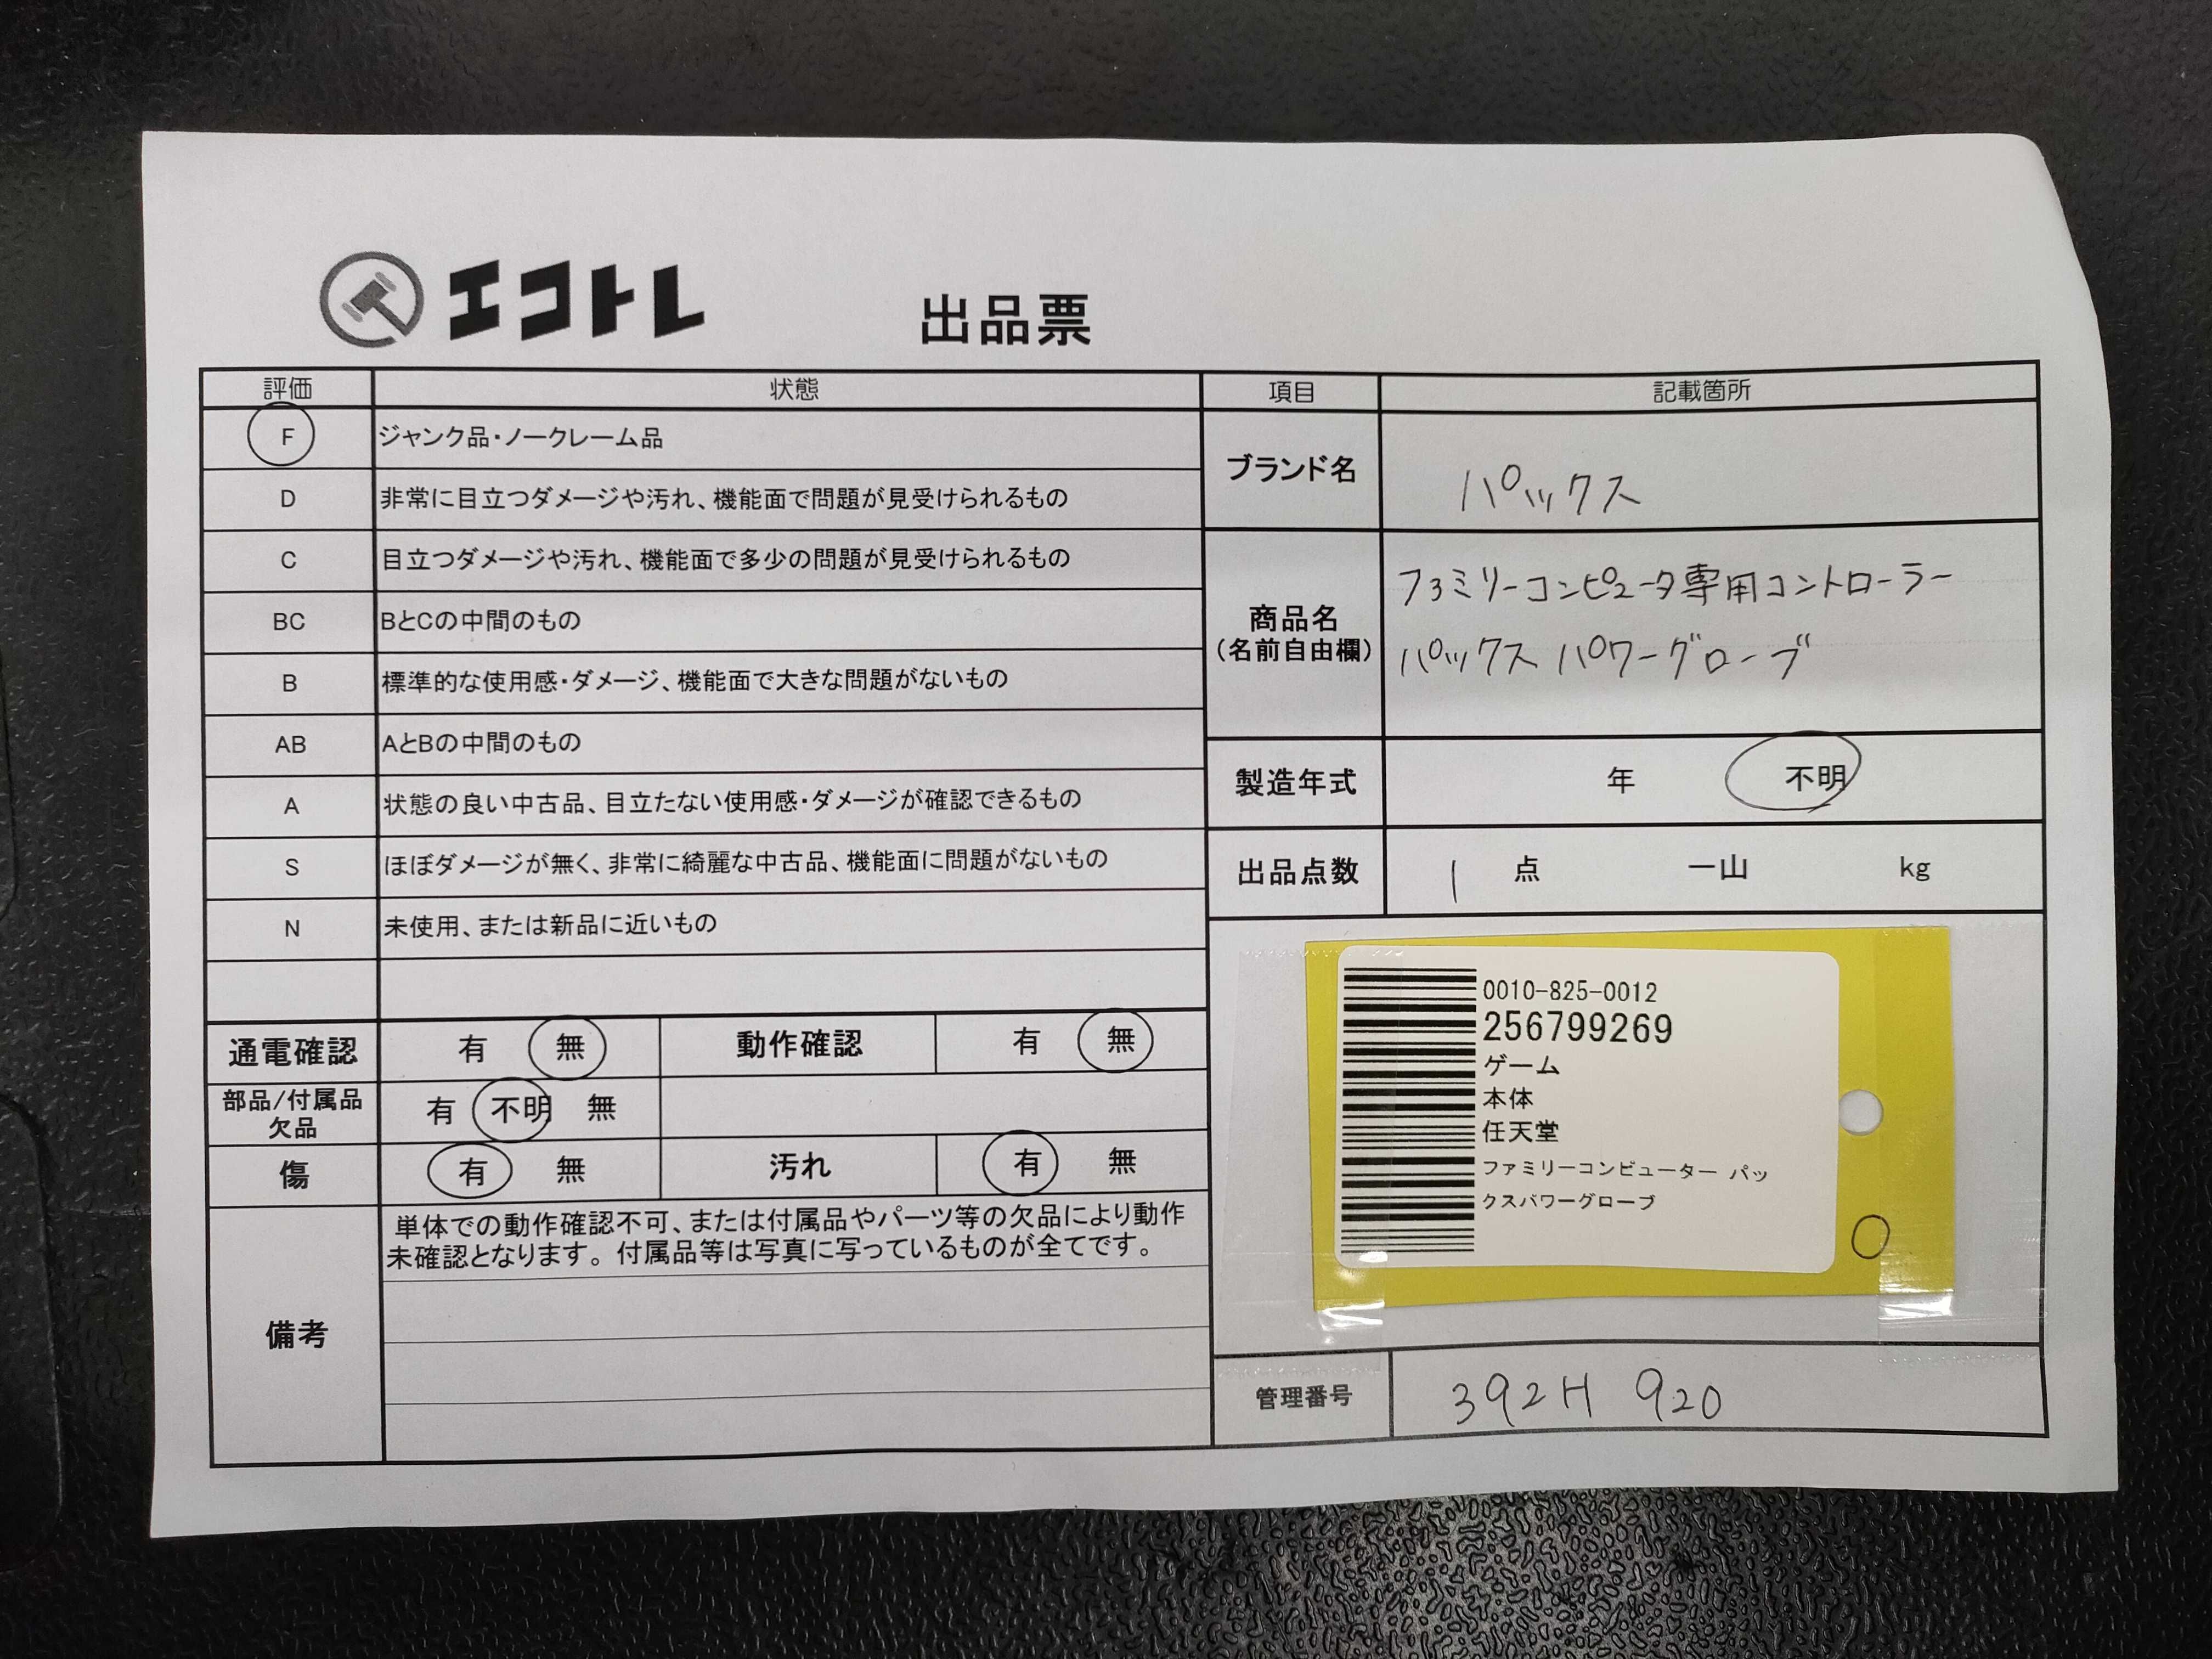 エコトレ
出品票
評価 状態
F ジャンク品・ノークレーム品
D 非常に目立つダメージや汚れ、機能面で問題が見受けられるもの
C 目立つダメージや汚れ、機能面で多少の問題が見受けられるもの
BC BとCの中間のもの
B 標準的な使用感・ダメージ、機能面で大きな問題がないもの
AB AとBの中間のもの
A 状態の良い中古品、目立たない使用感・ダメージが確認できるもの
S ほぼダメージが無く、非常に綺麗な中古品、機能面に問題がないもの
N 未使用、または新品に近いもの
通電確認 有 無 動作確認 有 無
部品/付属品
欠品
有 不明 無
傷 有 無 汚れ 有 無
備考
単体での動作確認不可、または付属品やパーツ等の欠品により動作
未確認となります。付属品等は写真に写っているものが全てです。
項目 記載箇所
ブランド名 パックス
商品名
(名前自由欄)
ファミリーコンピュータ専用コントローラー
パックス パワーグローブ
製造年式 年 不明
出品点数 1 点 一山 kg
0010-825-0012
256799269
ゲーム
本体
任天堂
ファミリーコンピューター パッ
クスパワーグローブ
管理番号 392H 920